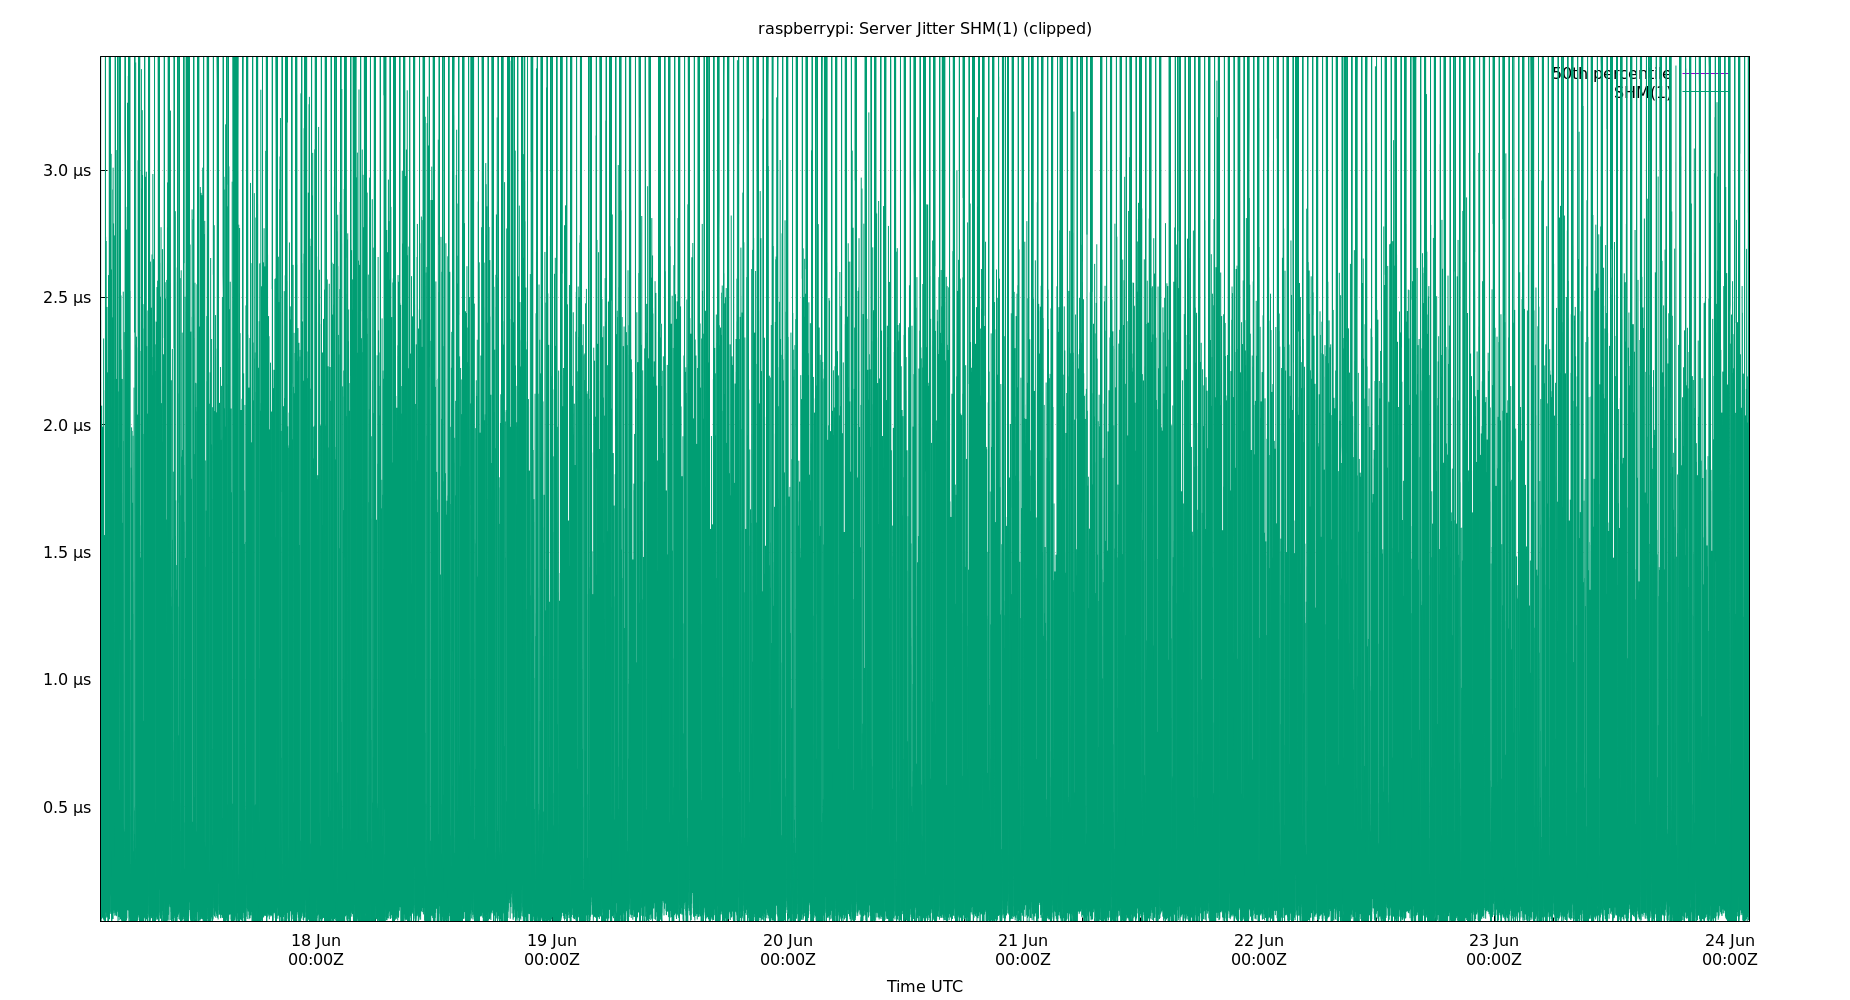 raspberrypi: Server Jitter SHM(1) (clipped)
50th percentile
SHM(1)
3.0 µs
2.5 µs
2.0 µs
1.5 µs
1.0 µs
0.5 µs
18 Jun 19 Jun 20 Jun 21 Jun 22 Jun 23 Jun 24 Jun
00:00Z 00:00Z 00:00Z 00:00Z 00:00Z 00:00Z 00:00Z
Time UTC